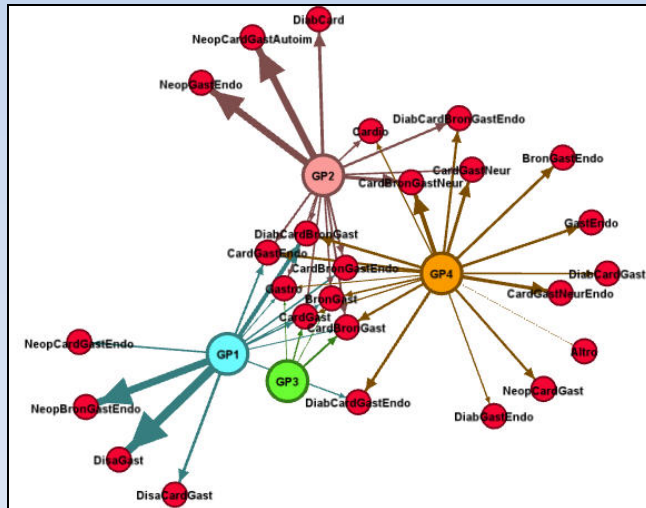 DiabCard
NeopCardGastAutoim
NeopGastEndo
DiabCardBronGastEndo
Cardio
BronGastEndo
CardGastNeur
GP2
CardBronGastNeur
GastEndo
DiabCardBronGast
CardGastEndo
CardBronGastEndo
GP4
DiabCardGast
Gastro
BronGast
CardGastNeurEndo
CardGast
CardBronGast
NeopCardGastEndo
GP1
Altro
GP3
NeopCardGast
DiabCardGastEndo
NeopBronGastEndo
DiabGastEndo
DisaGast
DisaCardGast